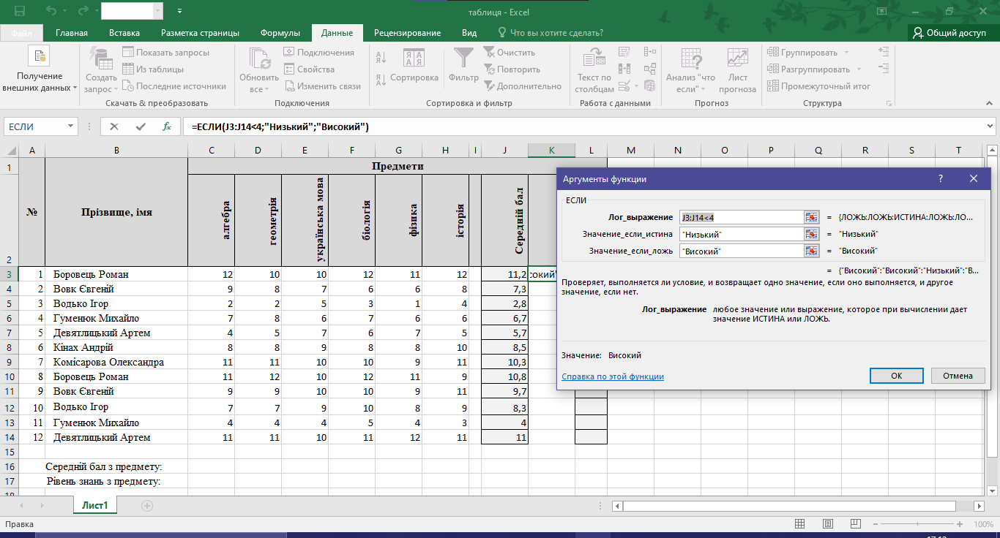 таблиця - Excel
Файл Главная Вставка Разметка страницы Формулы Данные Рецензирование Вид Что вы хотите сделать? Общий доступ
Получение внешних данных
Создать запрос
Показать запросы
Из таблицы
Последние источники
Скачать & преобразовать
Обновить все
Подключения
Свойства
Изменить связи
Подключения
Сортировка
Фильтр
Очистить
Повторить
Дополнительно
Сортировка и фильтр
Текст по столбцам
Работа с данными
Анализ "что если"
Лист прогноза
Прогноз
Группировать
Разгруппировать
Промежуточный итог
Структура
ЕСЛИ fx =ЕСЛИ(J3:J14<4;"Низький";"Високий")
A B C D E F G H I J K L M N O P Q R S T
1 Предмети
2 № Прізвище, імя алгебра геометрія українська мова біологія фізика історія Середній бал
3 1 Боровець Роман 12 10 10 12 11 12 11,2 сокий"
4 2 Вовк Євгеній 9 8 7 6 6 8 7,3
5 3 Водько Ігор 2 2 5 3 1 4 2,8
6 4 Гуменюк Михайло 7 8 6 7 6 6 6,7
7 5 Девятлицький Артем 4 5 7 6 7 5 5,7
8 6 Кінах Андрій 8 8 9 8 8 10 8,5
9 7 Комісарова Олександра 11 11 10 10 9 11 10,3
10 8 Боровець Роман 11 12 10 12 11 9 10,8
11 9 Вовк Євгеній 9 9 10 10 9 11 9,7
12 10 Водько Ігор 7 7 9 10 8 9 8,3
13 11 Гуменюк Михайло 4 4 4 5 4 3 4
14 12 Девятлицький Артем 11 11 10 11 12 11 11
15
16 Середній бал з предмету:
17 Рівень знань з предмету:
18
Аргументы функции ?
ЕСЛИ
Лог_выражение J3:J14<4 = {ЛОЖЬ:ЛОЖЬ:ИСТИНА:ЛОЖЬ:ЛО...
Значение_если_истина "Низький" = "Низький"
Значение_если_ложь "Високий" = "Високий"
= {"Високий":"Високий":"Низький":"В...
Проверяет, выполняется ли условие, и возвращает одно значение, если оно выполняется, и другое
значение, если нет.
Лог_выражение любое значение или выражение, которое при вычислении дает
значение ИСТИНА или ЛОЖЬ.
Значение: Високий
Справка по этой функции
ОК Отмена
Лист1
Правка 100%